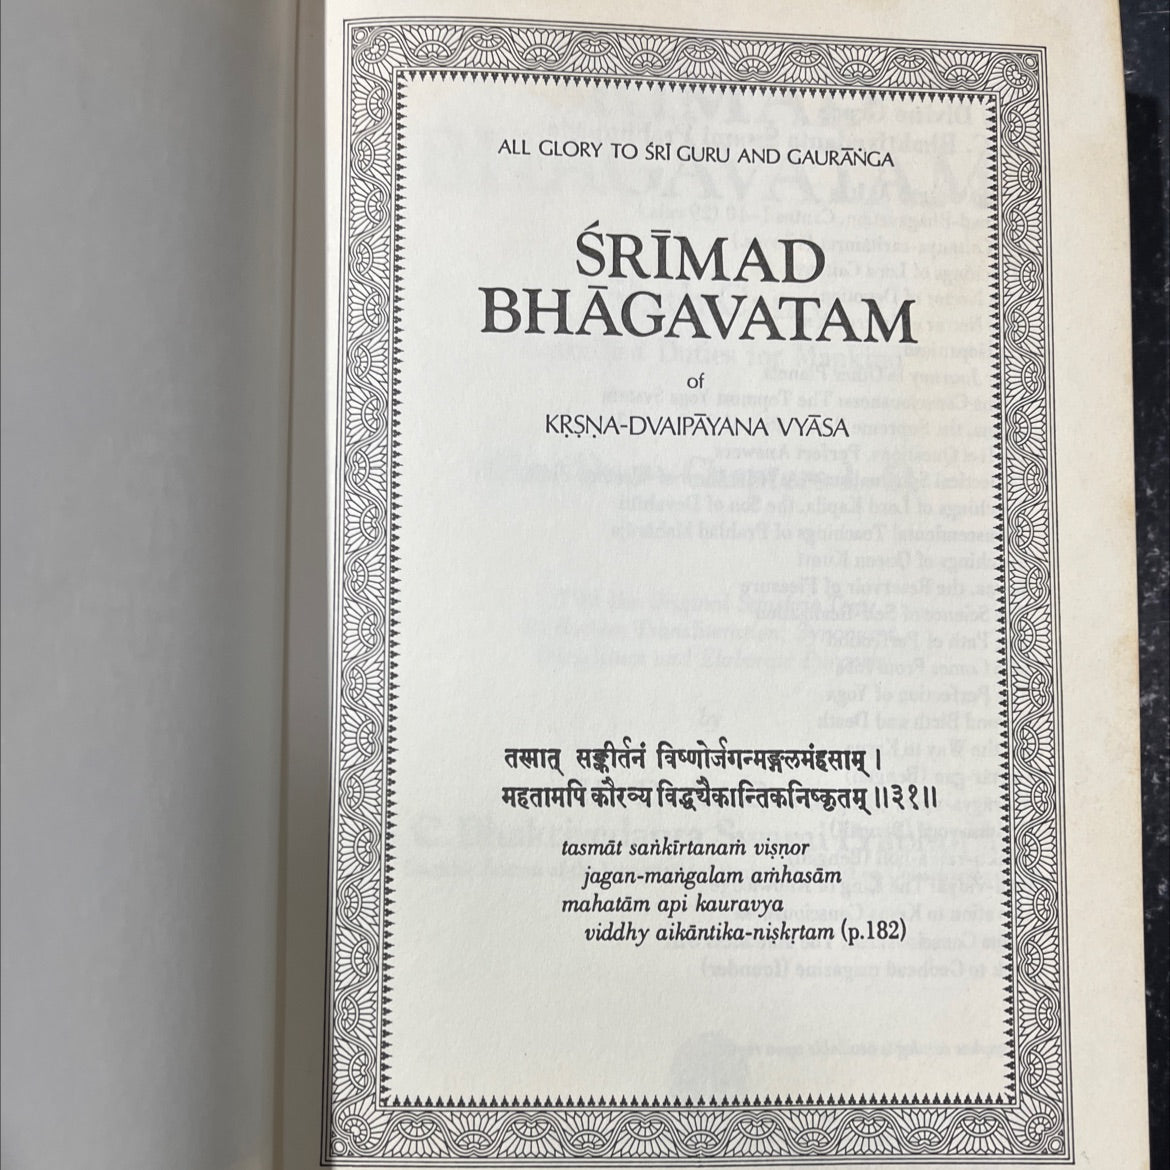 ALL GLORY TO ŚRĪ GURU AND GAURĀṄGA
ŚRĪMAD
BHĀGAVATAM
of
KṚṢṆA-DVAIPĀYANA VYĀSA
तस्मात् सङ्कीर्तनं विष्णोर्जगन्मङ्गलमंहसाम् ।
महतामपि कौरव्य विद्ध्यैकान्तिकनिष्कृतम् ॥३१॥
tasmāt saṅkīrtanaṁ viṣṇor
jagan-maṅgalam aṁhasām
mahatām api kauravya
viddhy aikāntika-niṣkṛtam (p.182)